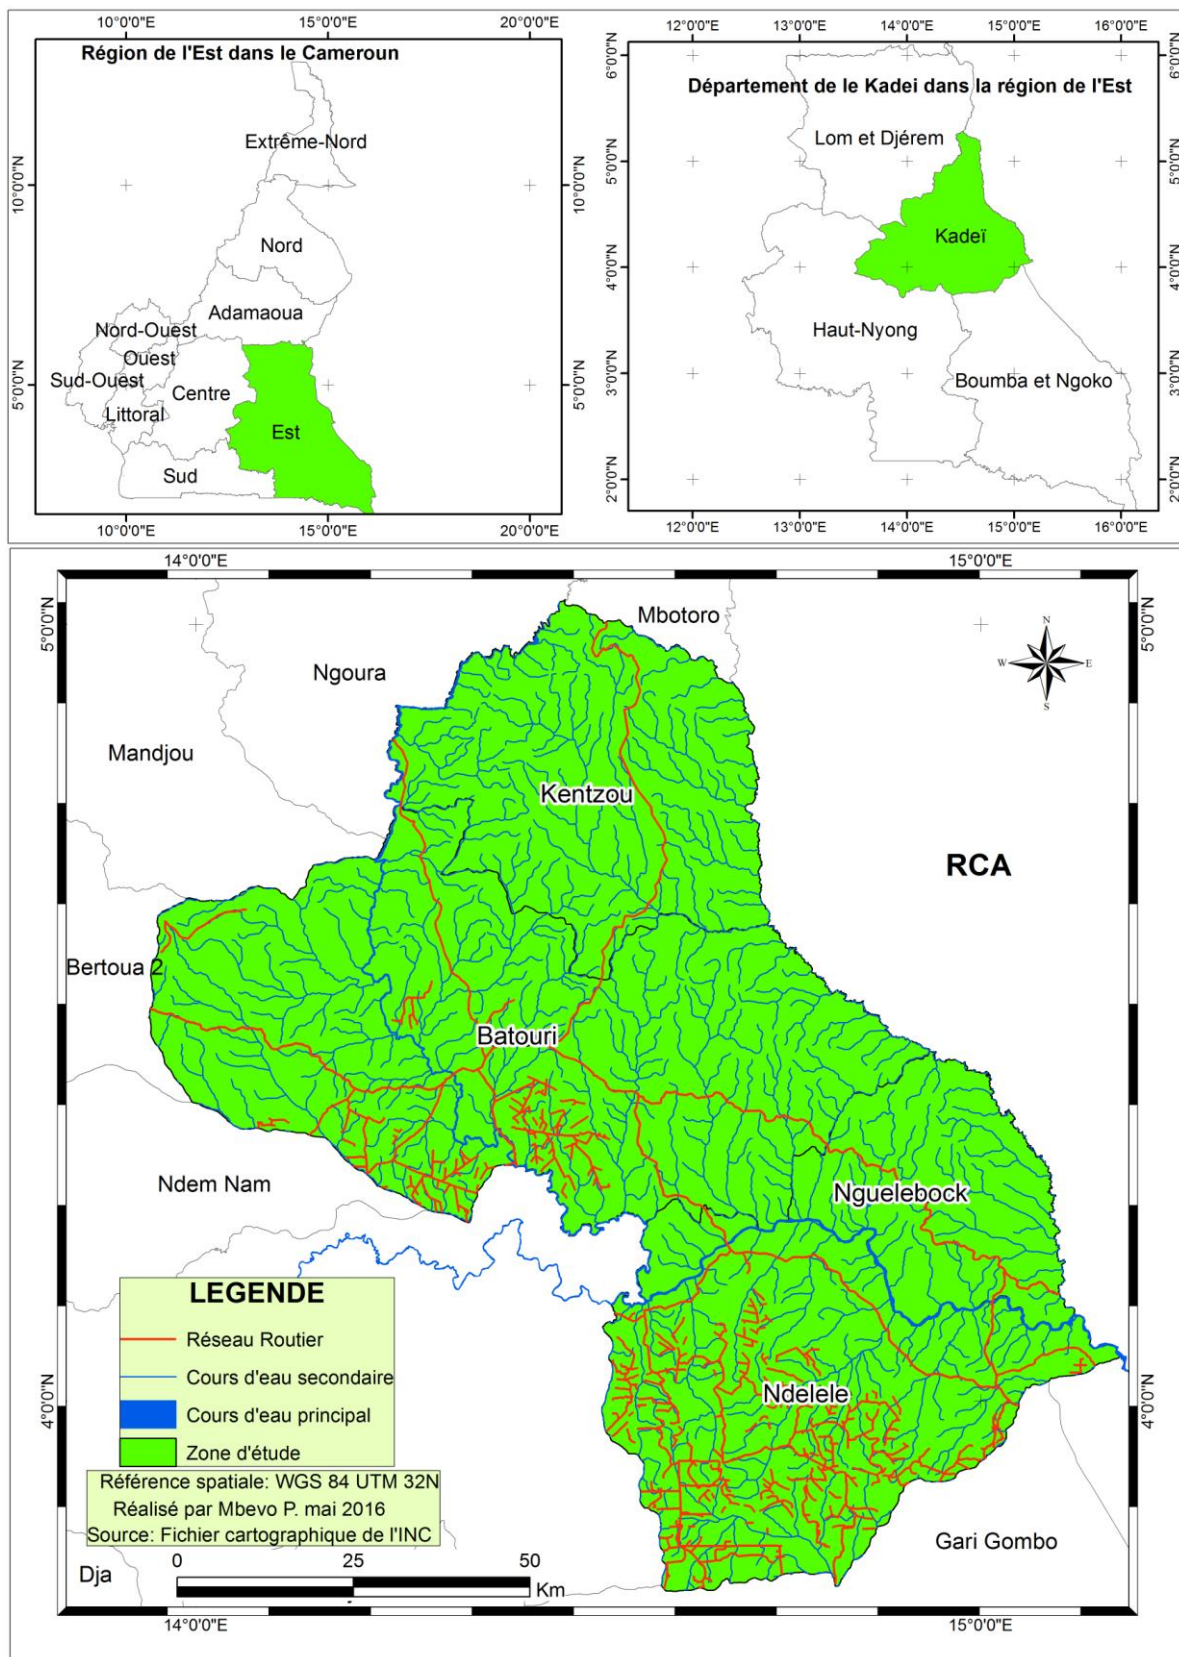 10°0'0"E 15°0'0"E 20°0'0"E
Région de l'Est dans le Cameroun
Extrême-Nord
10°0'0"N 10°0'0"N
Nord
Adamaoua
Nord-Ouest
Ouest
Sud-Ouest
Centre
5°0'0"N 5°0'0"N
Littoral
Est
Sud
10°0'0"E 15°0'0"E 20°0'0"E
12°0'0"E 13°0'0"E 14°0'0"E 15°0'0"E 16°0'0"E
6°0'0"N 6°0'0"N
Département de le Kadei dans la région de l'Est
Lom et Djérem
5°0'0"N 5°0'0"N
Kadeï
4°0'0"N 4°0'0"N
Haut-Nyong
3°0'0"N 3°0'0"N
Boumba et Ngoko
2°0'0"N 2°0'0"N
12°0'0"E 13°0'0"E 14°0'0"E 15°0'0"E 16°0'0"E
14°0'0"E 15°0'0"E
5°0'0"N 5°0'0"N
Mbotoro
N
W E
S
Ngoura
Mandjou
Kentzou
RCA
Bertoua 2
Batouri
Ndem Nam
Nguelebock
LEGENDE
Réseau Routier
Cours d'eau secondaire
Cours d'eau principal
Zone d'étude
Ndelele
4°0'0"N 4°0'0"N
Référence spatiale: WGS 84 UTM 32N
Réalisé par Mbevo P. mai 2016
Source: Fichier cartographique de l'INC
Gari Gombo
Dja
0 25 50
Km
14°0'0"E 15°0'0"E